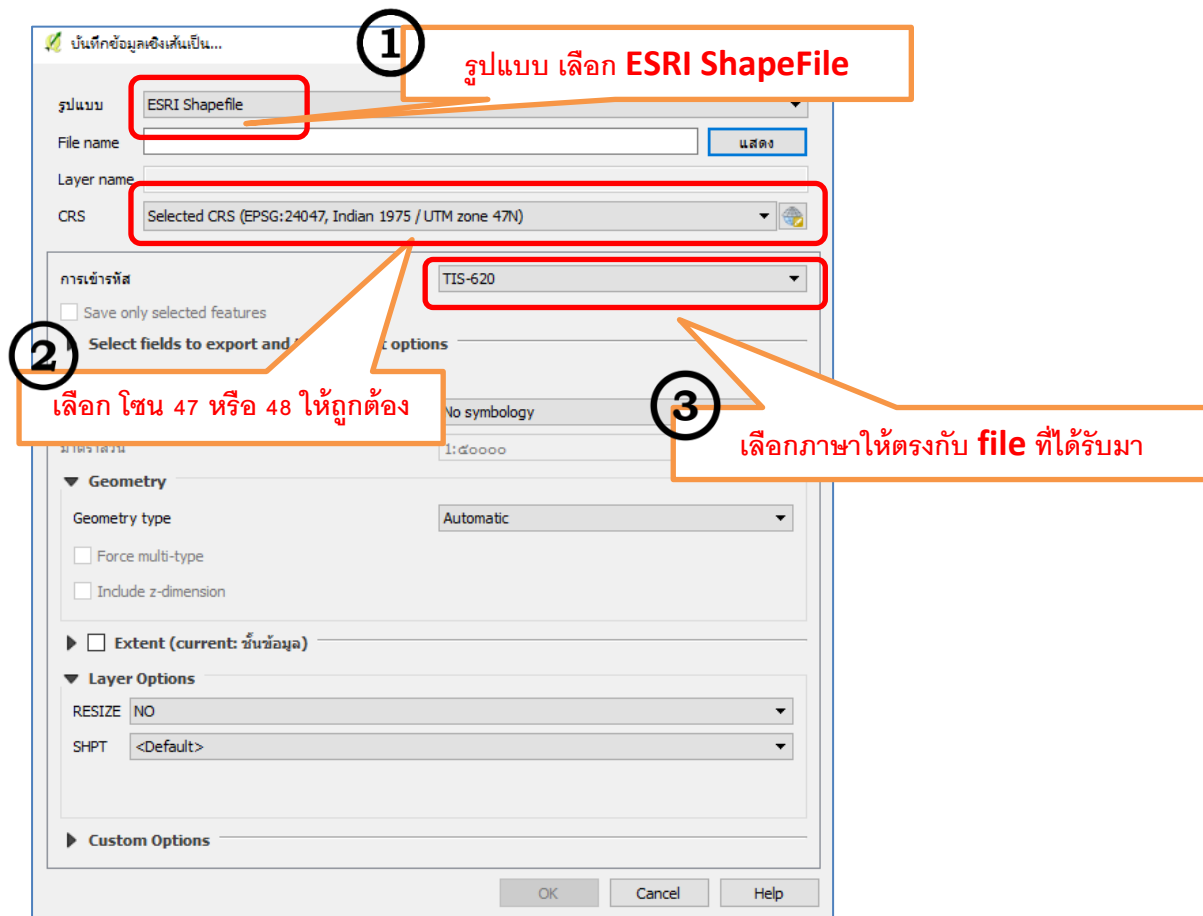 บันทึกข้อมูลเชิงเส้นเป็น...
1
รูปแบบ เลือก ESRI ShapeFile
รูปแบบ ESRI Shapefile
File name แสดง
Layer name
CRS Selected CRS (EPSG:24047, Indian 1975 / UTM zone 47N)
การเข้ารหัส TIS-620
Save only selected features
Select fields to export and options
2
เลือก โซน 47 หรือ 48 ให้ถูกต้อง
No symbology
3
เลือกภาษาให้ตรงกับ file ที่ได้รับมา
มาตราส่วน 1:๕๐๐๐๐
Geometry
Geometry type Automatic
Force multi-type
Include z-dimension
Extent (current: ชั้นข้อมูล)
Layer Options
RESIZE NO
SHPT <Default>
Custom Options
OK Cancel Help